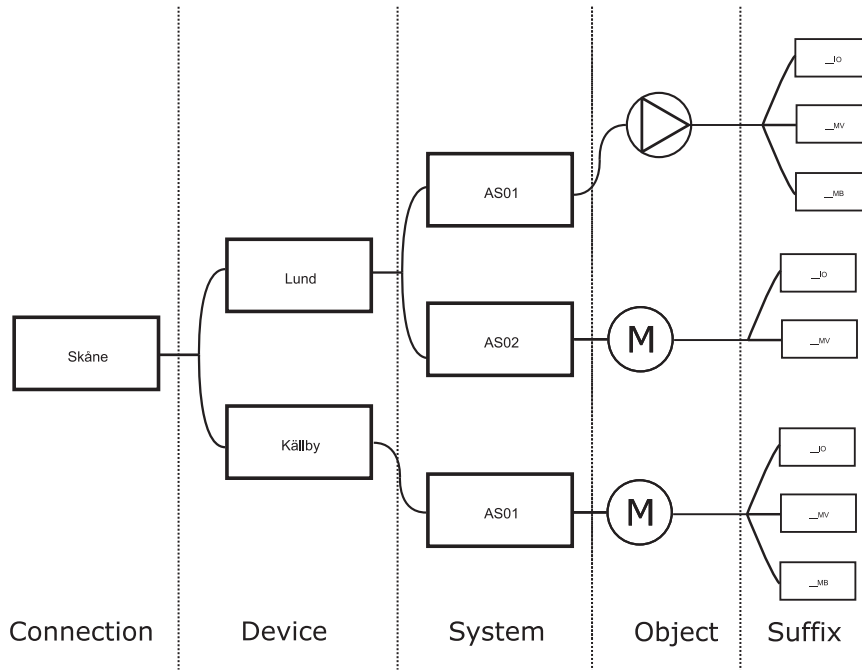 _IO
_MV
_MB
AS01
Lund
_IO
AS02
M
_MV
Skåne
Källby
_IO
AS01
M
_MV
_MB
Connection
Device
System
Object
Suffix